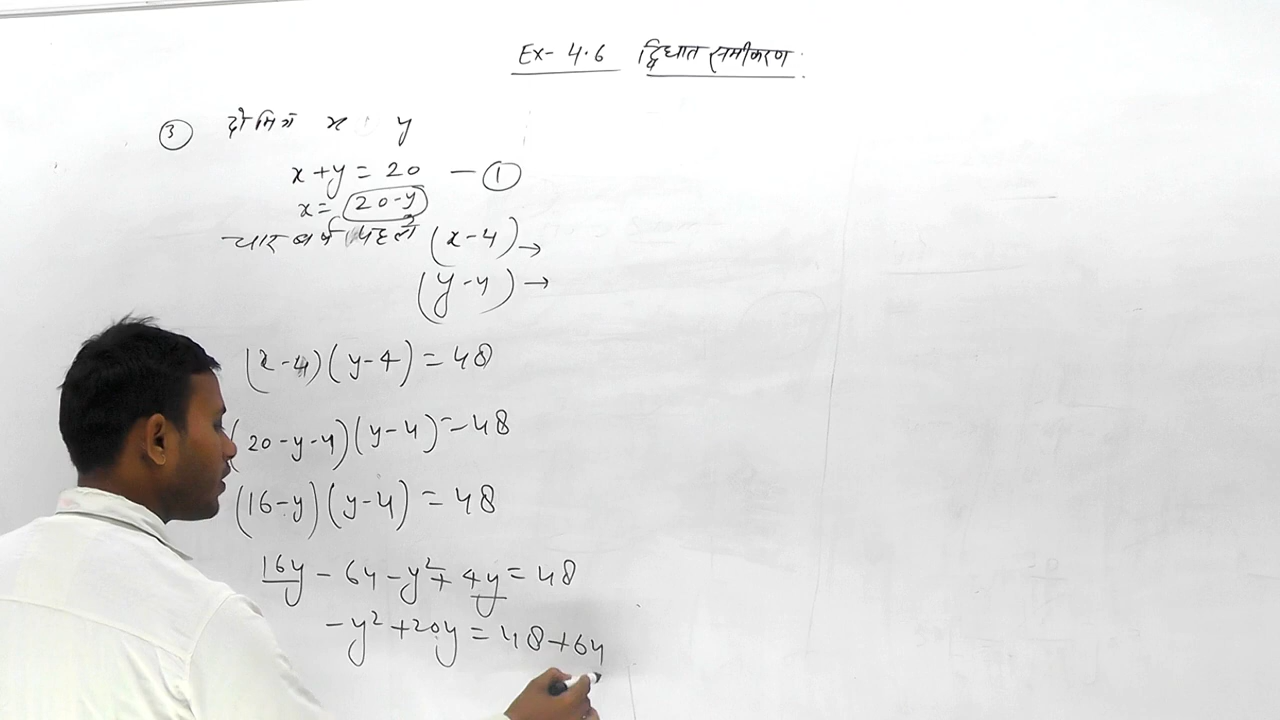 Ex- 4.6 द्विघात समीकरण
③ दो मित्र x y
x+y = 20 — ①
x = 20-y
चार वर्ष पहले (x-4) →
(y-4) →
(x-4)(y-4) = 48
(20-y-4)(y-4) = 48
(16-y)(y-4) = 48
16y - 64 - y² + 4y = 48
- y² + 20y = 48+64